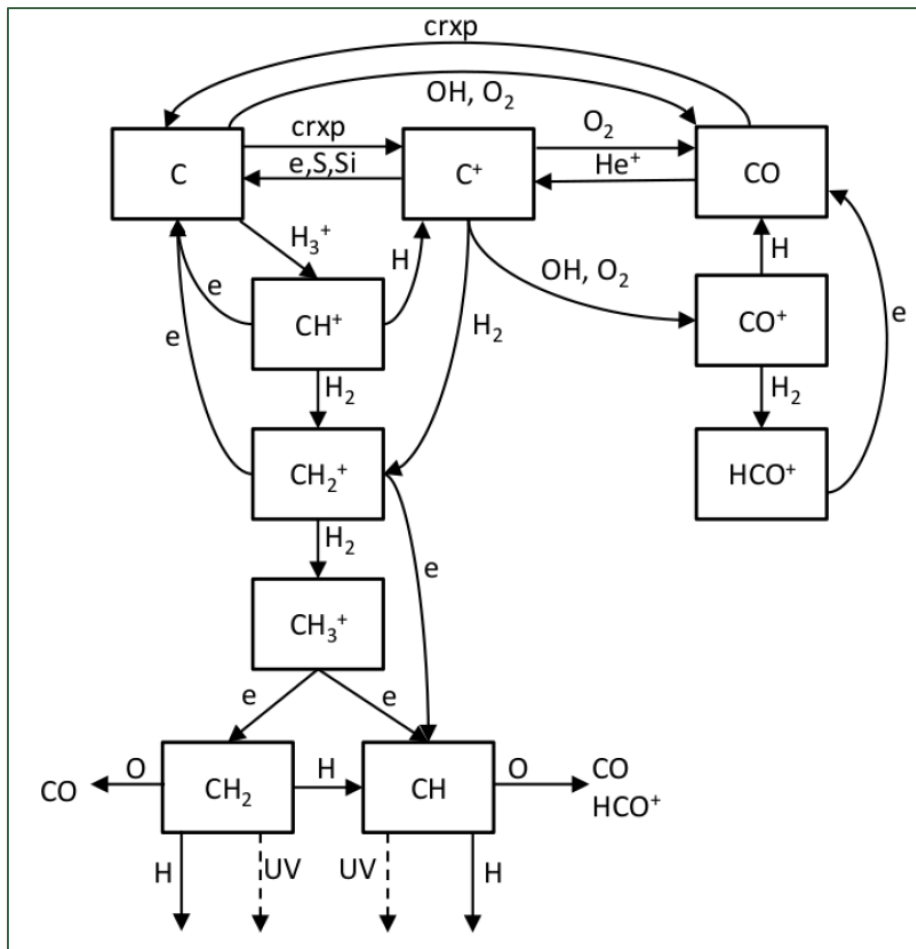 crxp
OH, O₂
crxp
O₂
C
e,S,Si
C⁺
He⁺
CO
H₃⁺
H
H
OH, O₂
e
CH⁺
CO⁺
e
H₂
e
H₂
H₂
CH₂⁺
HCO⁺
H₂
e
CH₃⁺
e
e
O
H
O
CO
CO
CH₂
CH
HCO⁺
H
UV
UV
H